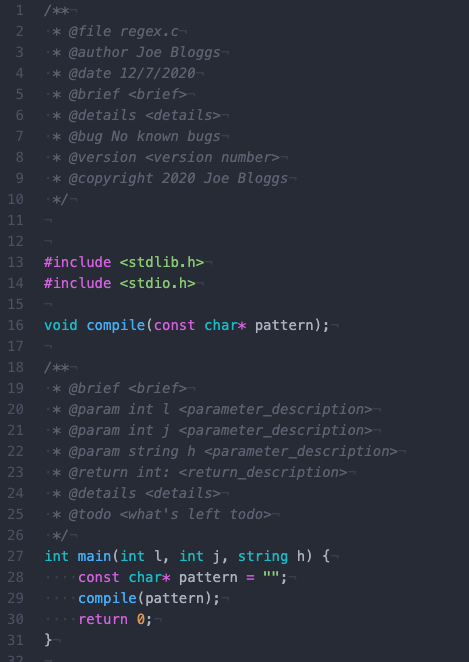 1 /**
2  * @file regex.c
3  * @author Joe Bloggs
4  * @date 12/7/2020
5  * @brief <brief>
6  * @details <details>
7  * @bug No known bugs
8  * @version <version number>
9  * @copyright 2020 Joe Bloggs
10  */
11
12
13 #include <stdlib.h>
14 #include <stdio.h>
15
16 void compile(const char* pattern);
17
18 /**
19  * @brief <brief>
20  * @param int l <parameter_description>
21  * @param int j <parameter_description>
22  * @param string h <parameter_description>
23  * @return int: <return_description>
24  * @details <details>
25  * @todo <what's left todo>
26  */
27 int main(int l, int j, string h) {
28     const char* pattern = "";
29     compile(pattern);
30     return 0;
31 }
32